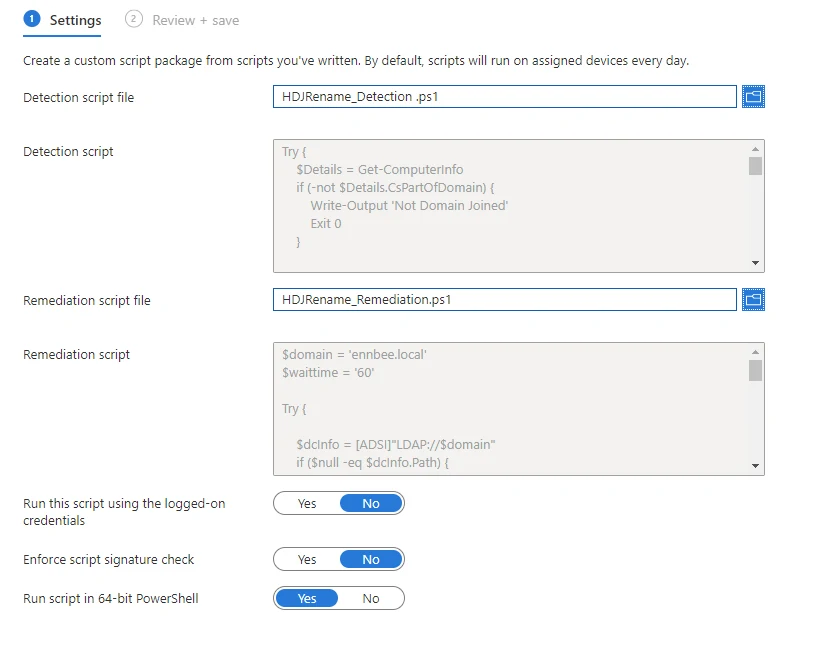 1 Settings 2 Review + save
Create a custom script package from scripts you've written. By default, scripts will run on assigned devices every day.
Detection script file HDJRename_Detection .ps1
Detection script
Try {
$Details = Get-ComputerInfo
if (-not $Details.CsPartOfDomain) {
Write-Output 'Not Domain Joined'
Exit 0
}
Remediation script file HDJRename_Remediation.ps1
Remediation script
$domain = 'ennbee.local'
$waittime = '60'
Try {
$dcInfo = [ADSI]"LDAP://$domain"
if ($null -eq $dcInfo.Path) {
Run this script using the logged-on
credentials
Yes No
Enforce script signature check Yes No
Run script in 64-bit PowerShell Yes No